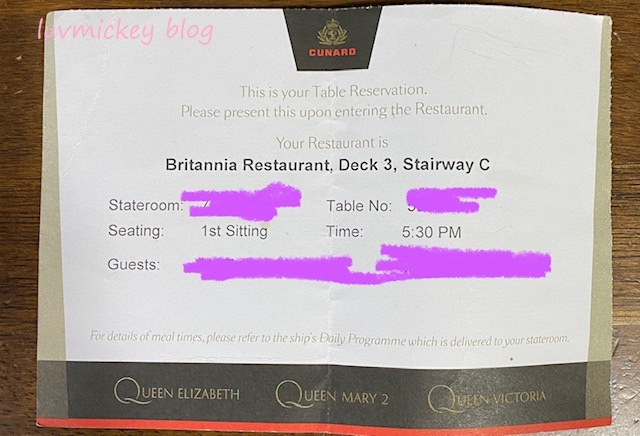 luvmickey blog
CUNARD
This is your Table Reservation.
Please present this upon entering the Restaurant.
Your Restaurant is
Britannia Restaurant, Deck 3, Stairway C
Stateroom: Table No:
Seating: 1st Sitting Time: 5:30 PM
Guests:
For details of meal times, please refer to the ship's Daily Programme which is delivered to your stateroom.
QUEEN ELIZABETH QUEEN MARY 2 QUEEN VICTORIA